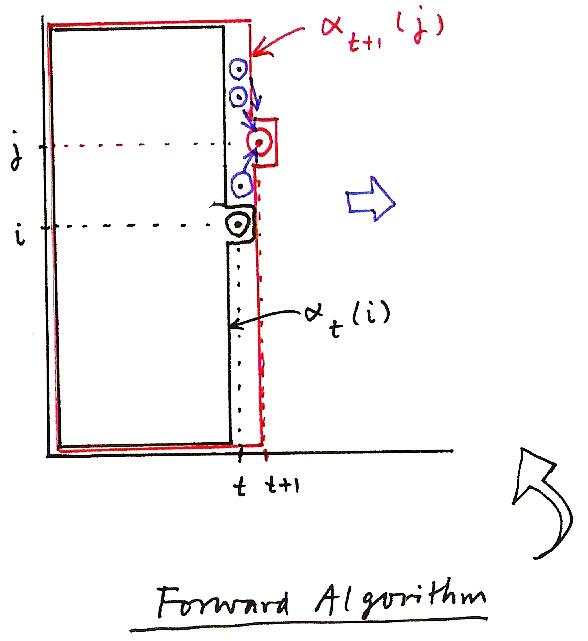 α_{t+1}(j)
j
i
α_t(i)
t t+1
Forward Algorithm